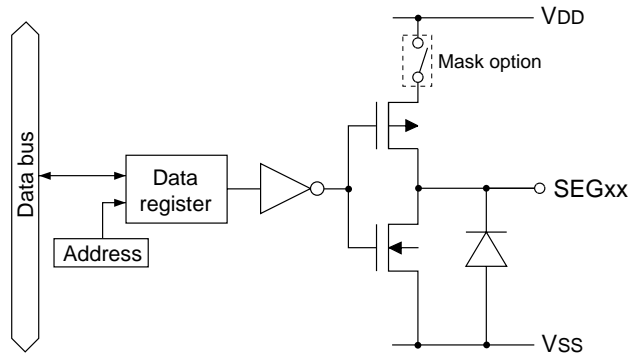 VDD
Mask option
Data bus
Data
register
SEGxx
Address
VSS